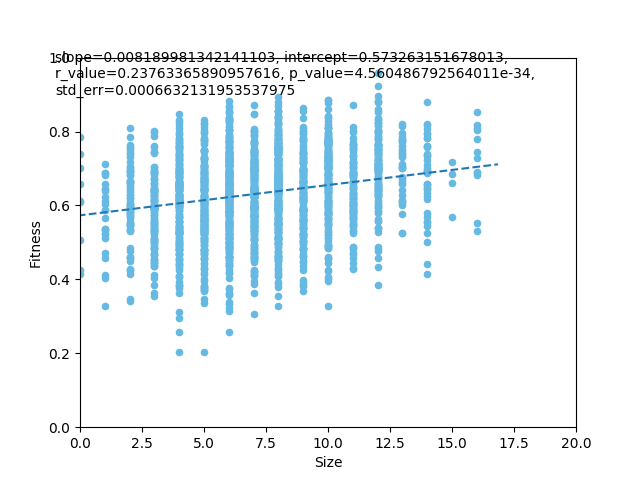 slope=0.008189981342141103, intercept=0.573263151678013,
r_value=0.23763365890957616, p_value=4.560486792564011e-34,
std_err=0.0006632131953537975
1.0
0.8
0.6
0.4
0.2
0.0
Fitness
0.0 2.5 5.0 7.5 10.0 12.5 15.0 17.5 20.0
Size